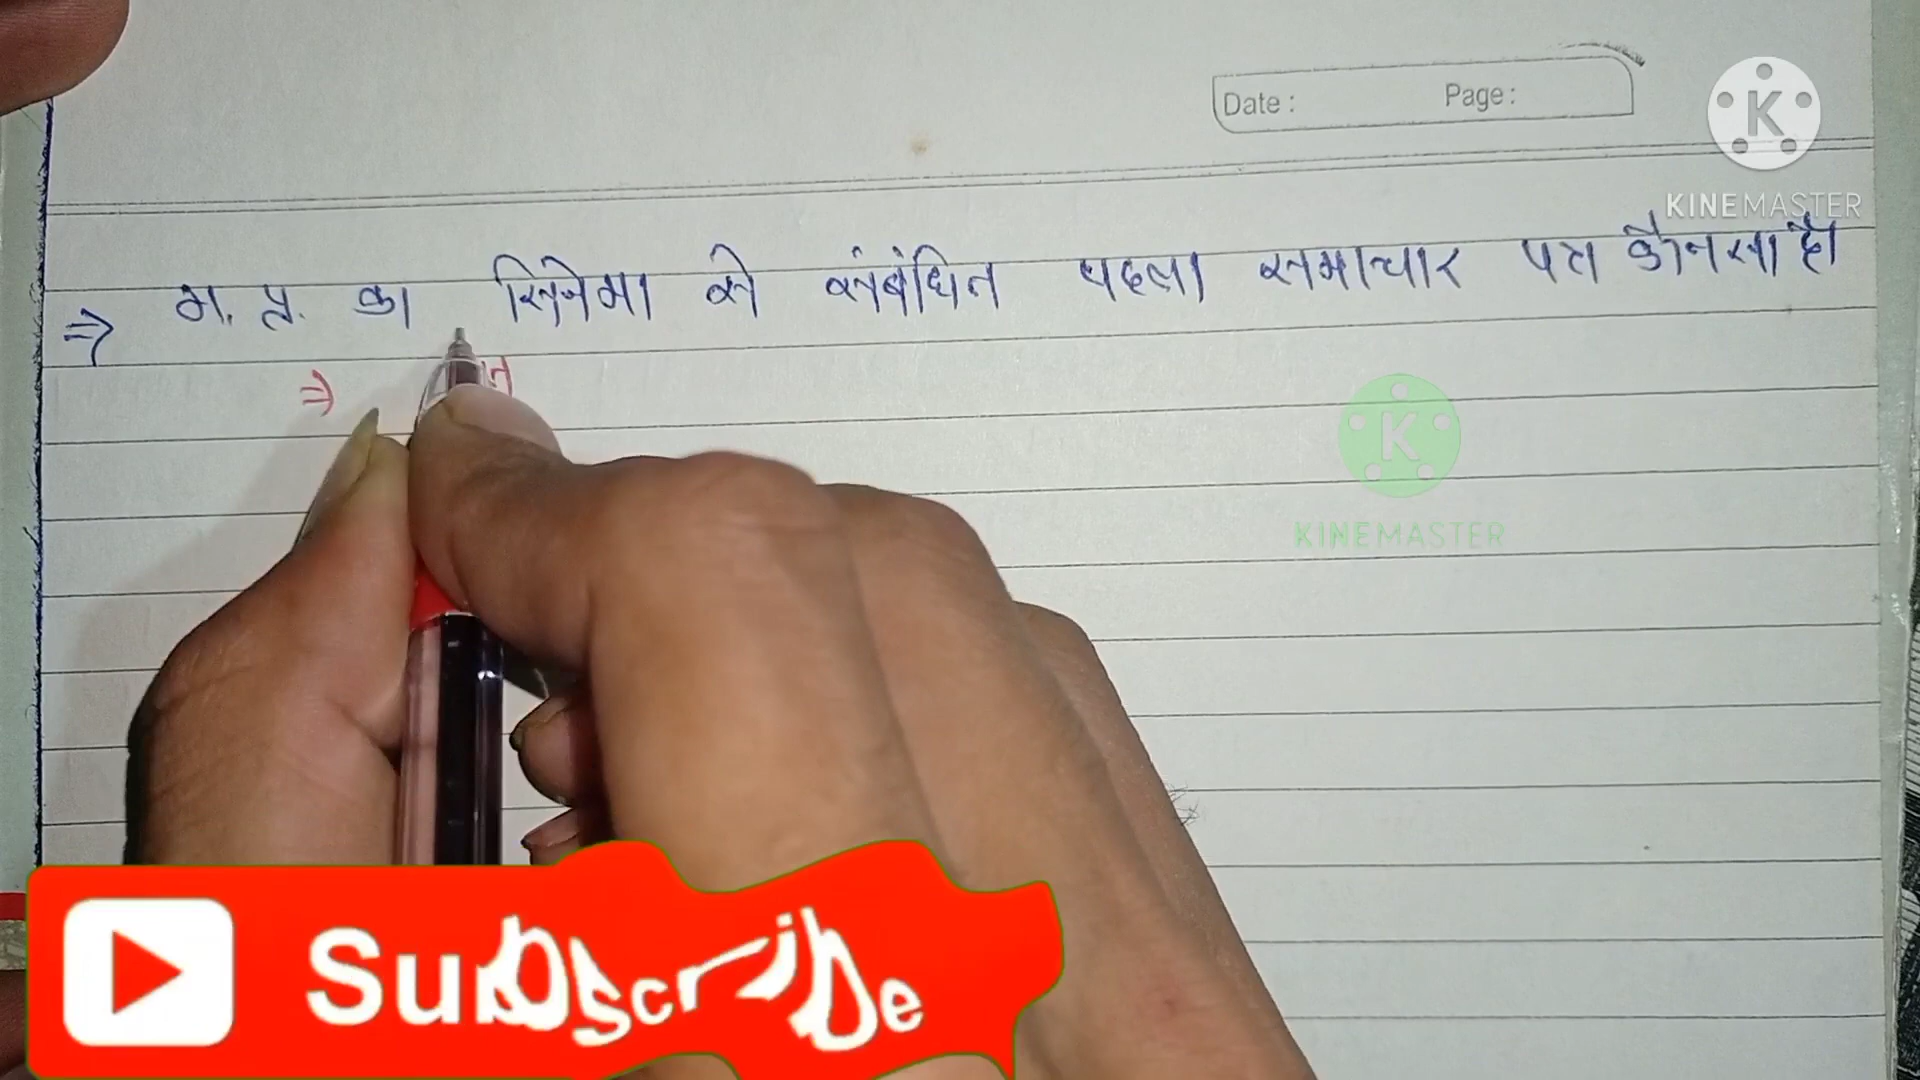 Date : Page :
K
KINEMASTER
⇒ म. प्र. का सिनेमा से संबंधित पहला समाचार पत्र कौनसा है।
⇒
K
KINEMASTER
Subscribe